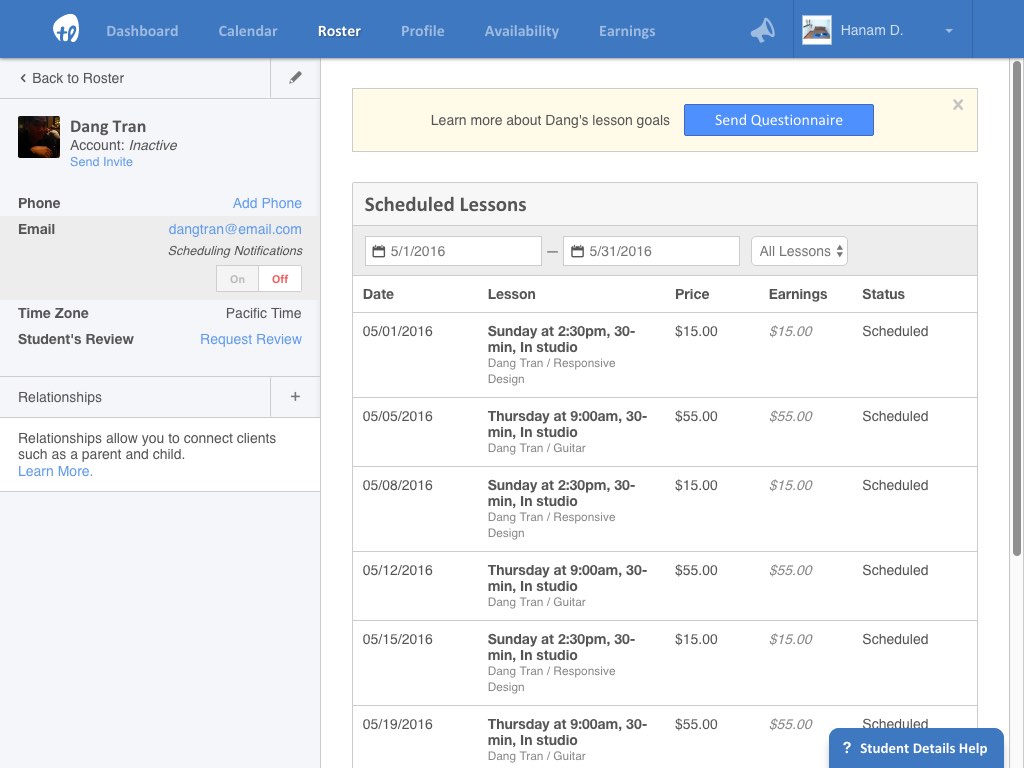 Dashboard Calendar Roster Profile Availability Earnings Hanam D.
Back to Roster
Dang Tran
Account: Inactive
Send Invite
Phone Add Phone
Email dangtran@email.com
Scheduling Notifications
On Off
Time Zone Pacific Time
Student's Review Request Review
Relationships +
Relationships allow you to connect clients
such as a parent and child.
Learn More.
Learn more about Dang's lesson goals Send Questionnaire ×
Scheduled Lessons
5/1/2016 — 5/31/2016 All Lessons
Date Lesson Price Earnings Status
05/01/2016 Sunday at 2:30pm, 30- $15.00 $15.00 Scheduled
min, In studio
Dang Tran / Responsive
Design
05/05/2016 Thursday at 9:00am, 30- $55.00 $55.00 Scheduled
min, In studio
Dang Tran / Guitar
05/08/2016 Sunday at 2:30pm, 30- $15.00 $15.00 Scheduled
min, In studio
Dang Tran / Responsive
Design
05/12/2016 Thursday at 9:00am, 30- $55.00 $55.00 Scheduled
min, In studio
Dang Tran / Guitar
05/15/2016 Sunday at 2:30pm, 30- $15.00 $15.00 Scheduled
min, In studio
Dang Tran / Responsive
Design
05/19/2016 Thursday at 9:00am, 30- $55.00 $55.00 Scheduled
min, In studio
Dang Tran / Guitar
? Student Details Help